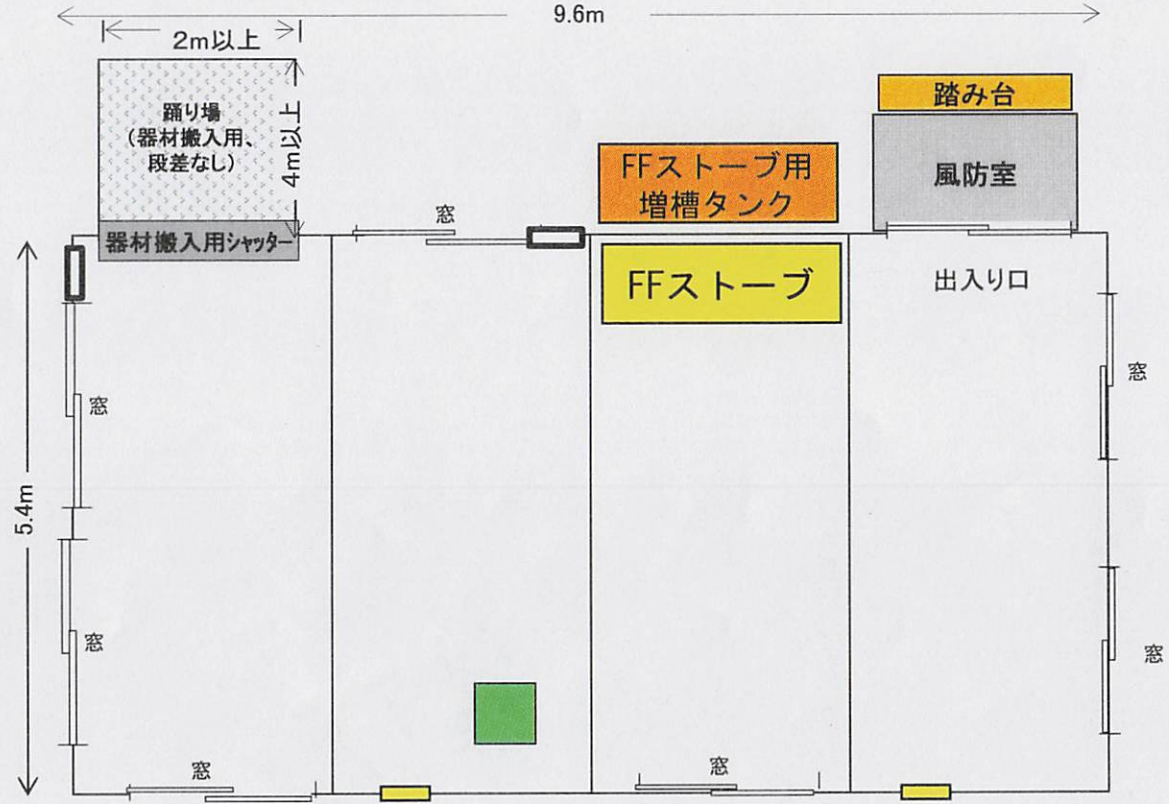 9.6m
2m以上
踊り場
(器材搬入用、
段差なし)
4m以上
器材搬入用シャッター
窓
FFストーブ用
増槽タンク
FFストーブ
踏み台
風防室
出入り口
窓
窓
5.4m
窓
窓
窓
窓